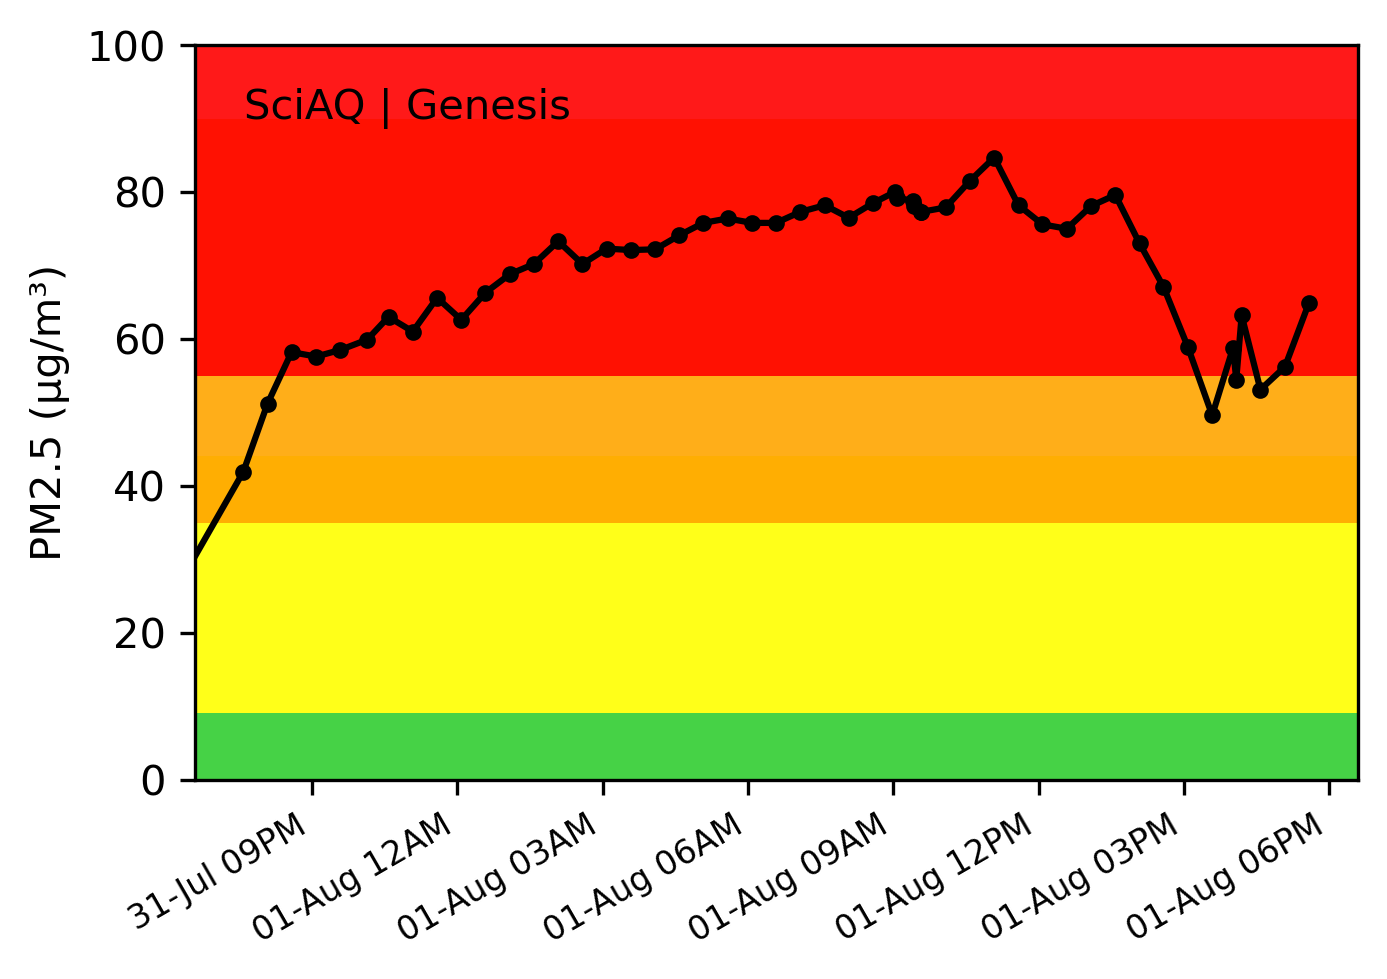 SciAQ | Genesis
PM2.5 (μg/m³)
100
80
60
40
20
0
31-Jul 09PM
01-Aug 12AM
01-Aug 03AM
01-Aug 06AM
01-Aug 09AM
01-Aug 12PM
01-Aug 03PM
01-Aug 06PM